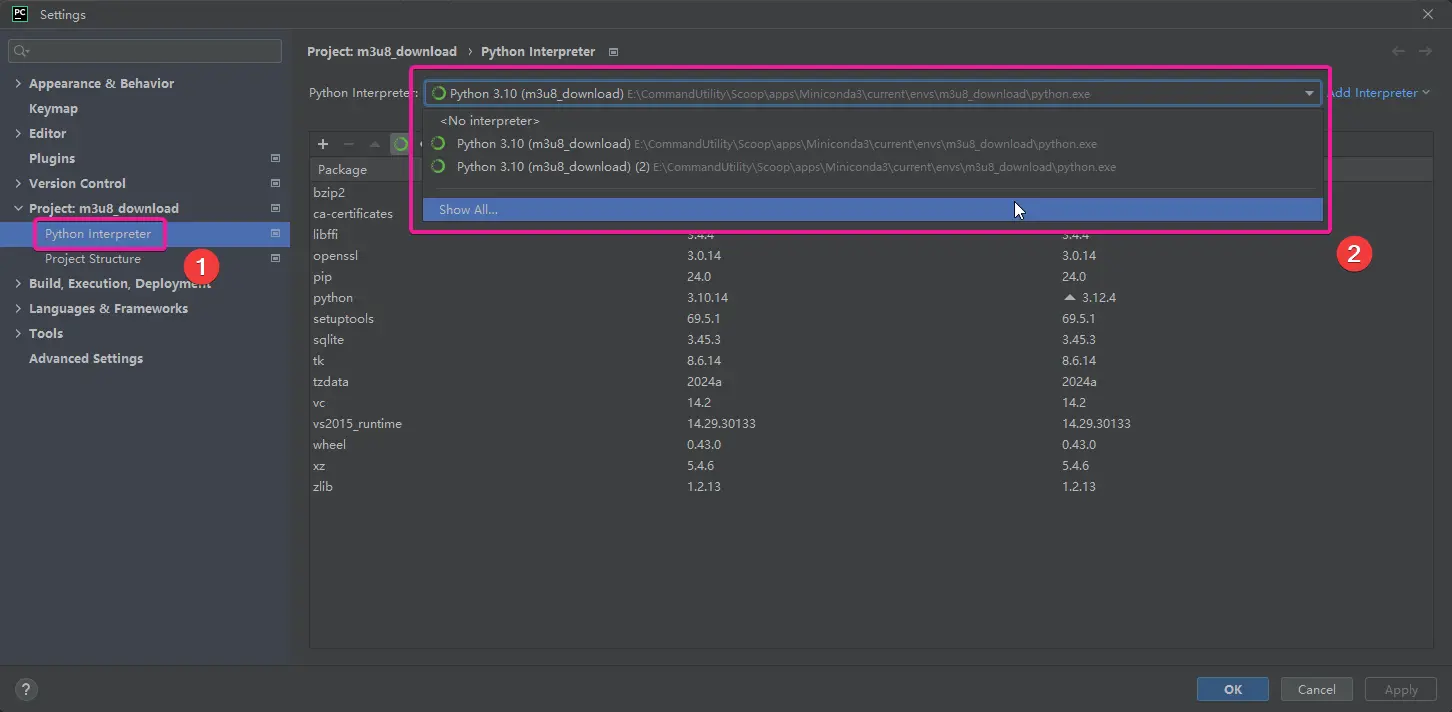 PC Settings
Project: m3u8_download › Python Interpreter
Appearance & Behavior
Keymap
Editor
Plugins
Version Control
Project: m3u8_download
Python Interpreter
Project Structure
1
Build, Execution, Deployment
Languages & Frameworks
Tools
Advanced Settings
Python Interpreter: Python 3.10 (m3u8_download) E:\CommandUtility\Scoop\apps\Miniconda3\current\envs\m3u8_download\python.exe Add Interpreter
<No interpreter>
Python 3.10 (m3u8_download) E:\CommandUtility\Scoop\apps\Miniconda3\current\envs\m3u8_download\python.exe
Python 3.10 (m3u8_download) (2) E:\CommandUtility\Scoop\apps\Miniconda3\current\envs\m3u8_download\python.exe
Show All...
2
Package
bzip2
ca-certificates
libffi 3.4.4 3.4.4
openssl 3.0.14 3.0.14
pip 24.0 24.0
python 3.10.14 3.12.4
setuptools 69.5.1 69.5.1
sqlite 3.45.3 3.45.3
tk 8.6.14 8.6.14
tzdata 2024a 2024a
vc 14.2 14.2
vs2015_runtime 14.29.30133 14.29.30133
wheel 0.43.0 0.43.0
xz 5.4.6 5.4.6
zlib 1.2.13 1.2.13
? OK Cancel Apply